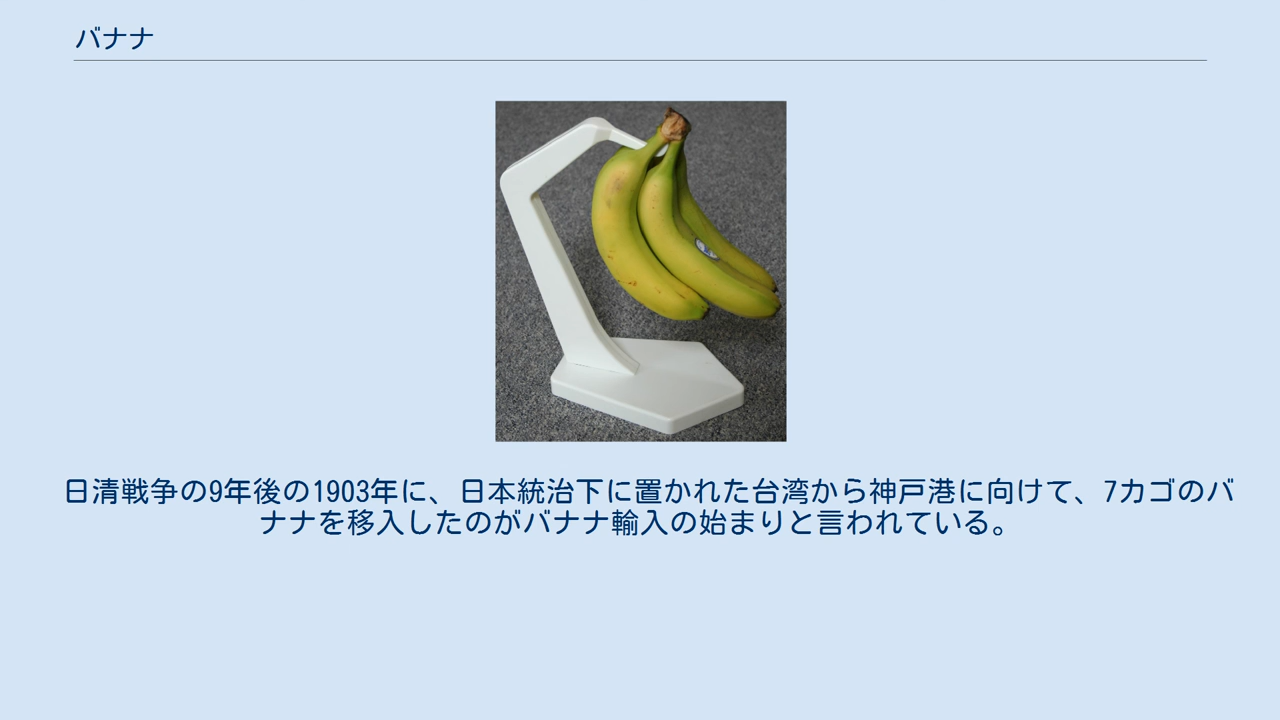 バナナ
日清戦争の9年後の1903年に、日本統治下に置かれた台湾から神戸港に向けて、7カゴのバ
ナナを移入したのがバナナ輸入の始まりと言われている。